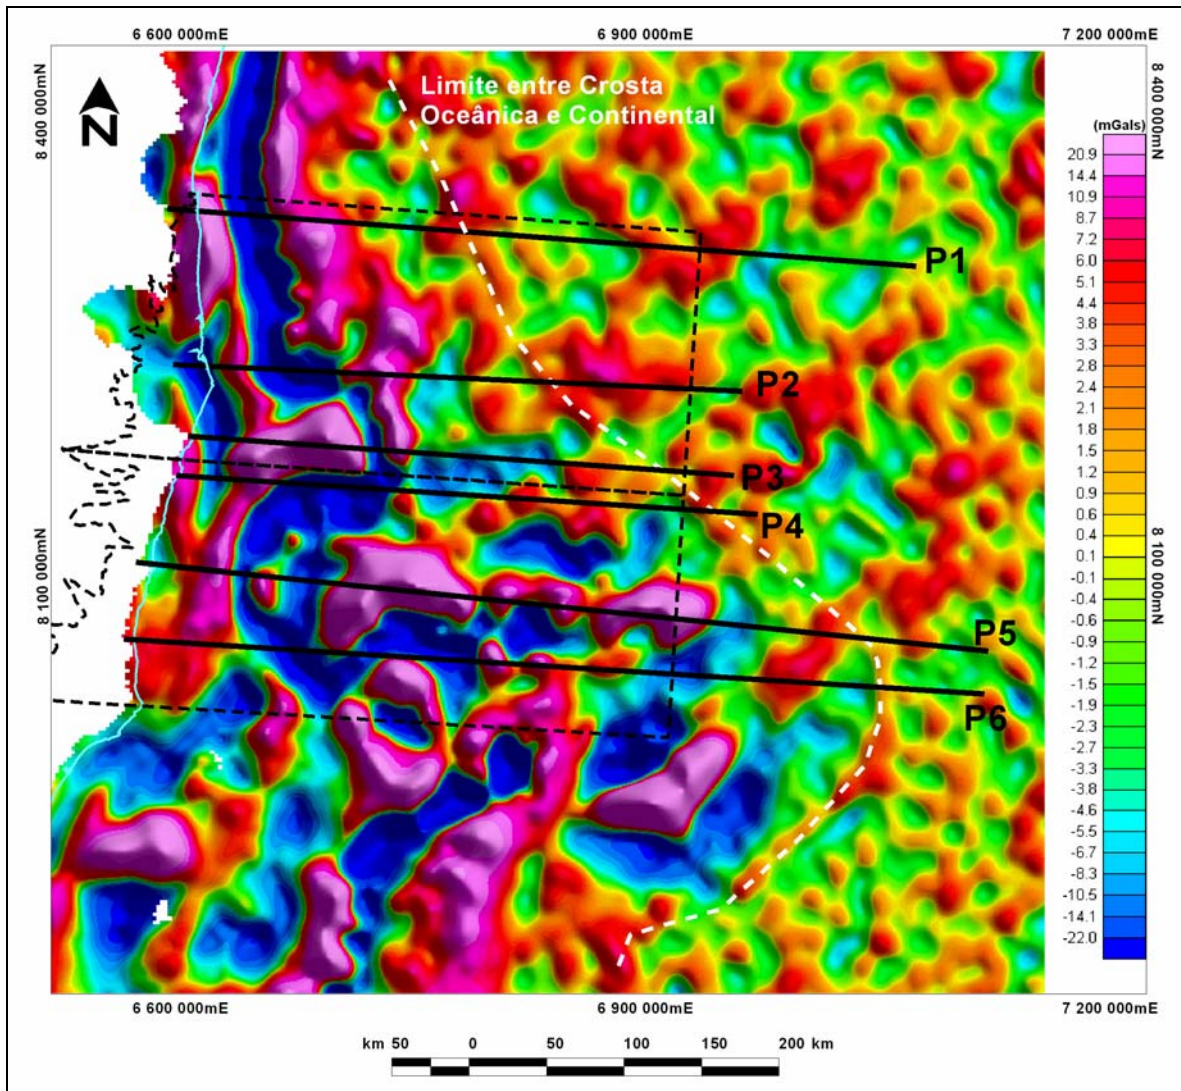 6 600 000mE
6 900 000mE
7 200 000mE
8 400 000mN
8 400 000mN
Limite entre Crosta
Oceânica e Continental
N
(mGals)
20.9
14.4
10.9
8.7
7.2
6.0
5.1
4.4
3.8
3.3
2.8
2.4
2.1
1.5
1.2
0.9
0.6
0.4
0.1
-0.1
-0.4
-0.6
-0.9
-1.2
-1.5
-1.9
-2.3
-2.7
-3.3
-3.8
-4.6
-5.5
-6.7
-8.3
-10.5
-14.1
-22.0
P1
P2
P3
P4
P5
P6
8 100 000mN
8 100 000mN
6 600 000mE
6 900 000mE
7 200 000mE
km 50 0 50 100 150 200 km